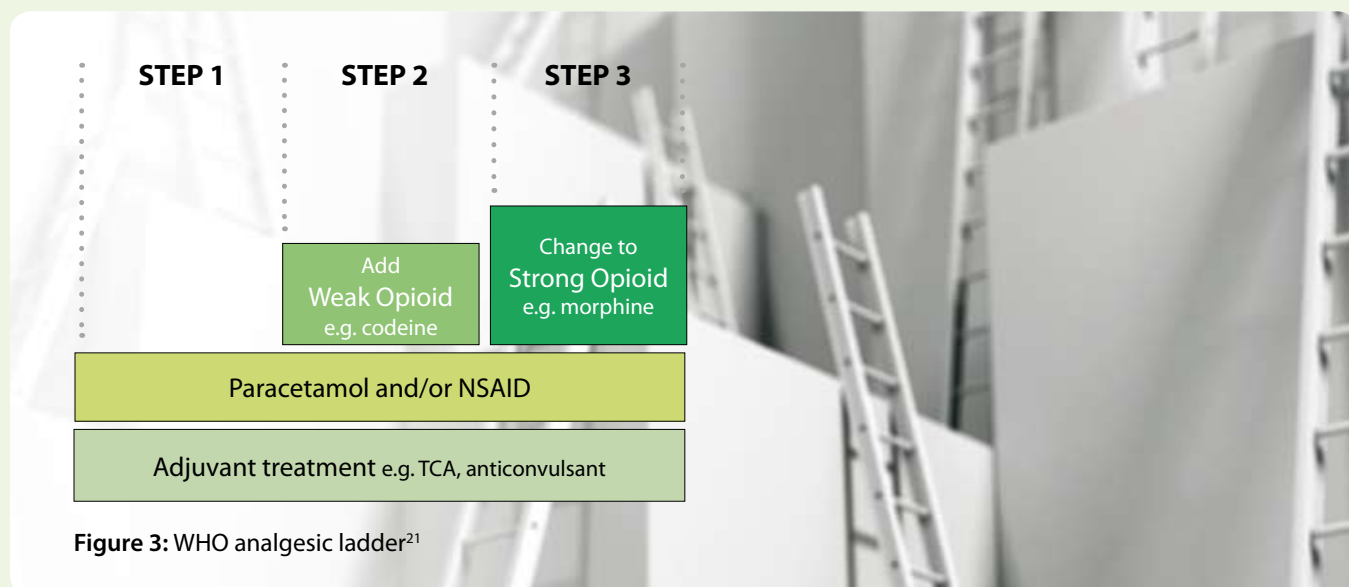 STEP 1
STEP 2
STEP 3
Add
Weak Opioid
e.g. codeine
Change to
Strong Opioid
e.g. morphine
Paracetamol and/or NSAID
Adjuvant treatment e.g. TCA, anticonvulsant
Figure 3: WHO analgesic ladder²¹